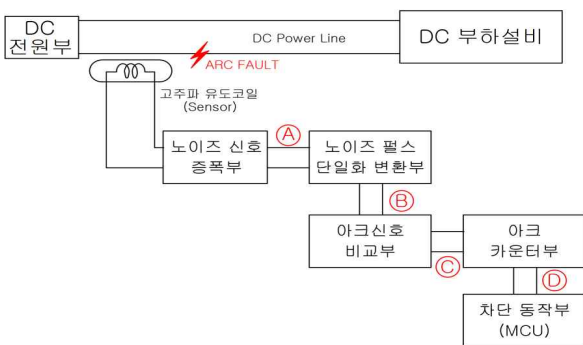 DC
전원부
DC Power Line
DC 부하설비
ARC FAULT
고주파 유도코일
(Sensor)
노이즈 신호
증폭부
Ⓐ
노이즈 펄스
단일화 변환부
Ⓑ
아크신호
비교부
Ⓒ
아크
카운터부
Ⓓ
차단 동작부
(MCU)